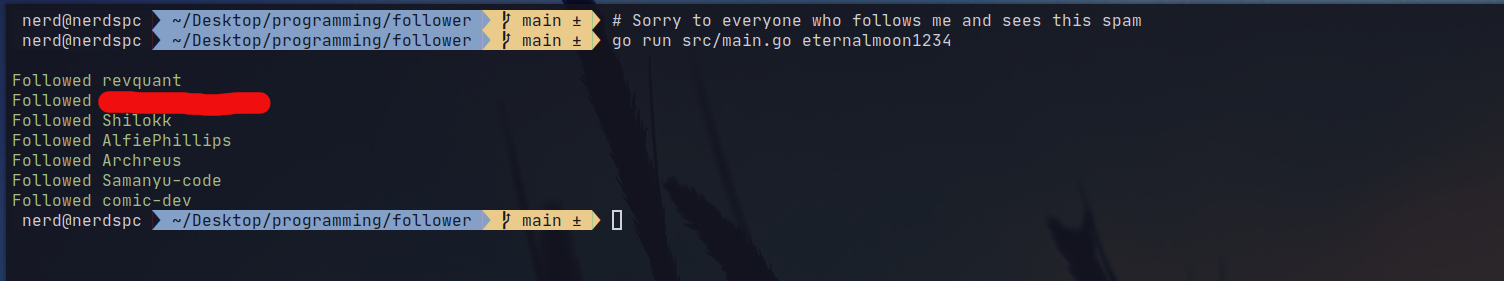 nerd@nerdspc ~/Desktop/programming/follower main ± # Sorry to everyone who follows me and sees this spam
nerd@nerdspc ~/Desktop/programming/follower main ± go run src/main.go eternalmoon1234
Followed revquant
Followed
Followed Shilokk
Followed AlfiePhillips
Followed Archreus
Followed Samanyu-code
Followed comic-dev
nerd@nerdspc ~/Desktop/programming/follower main ±